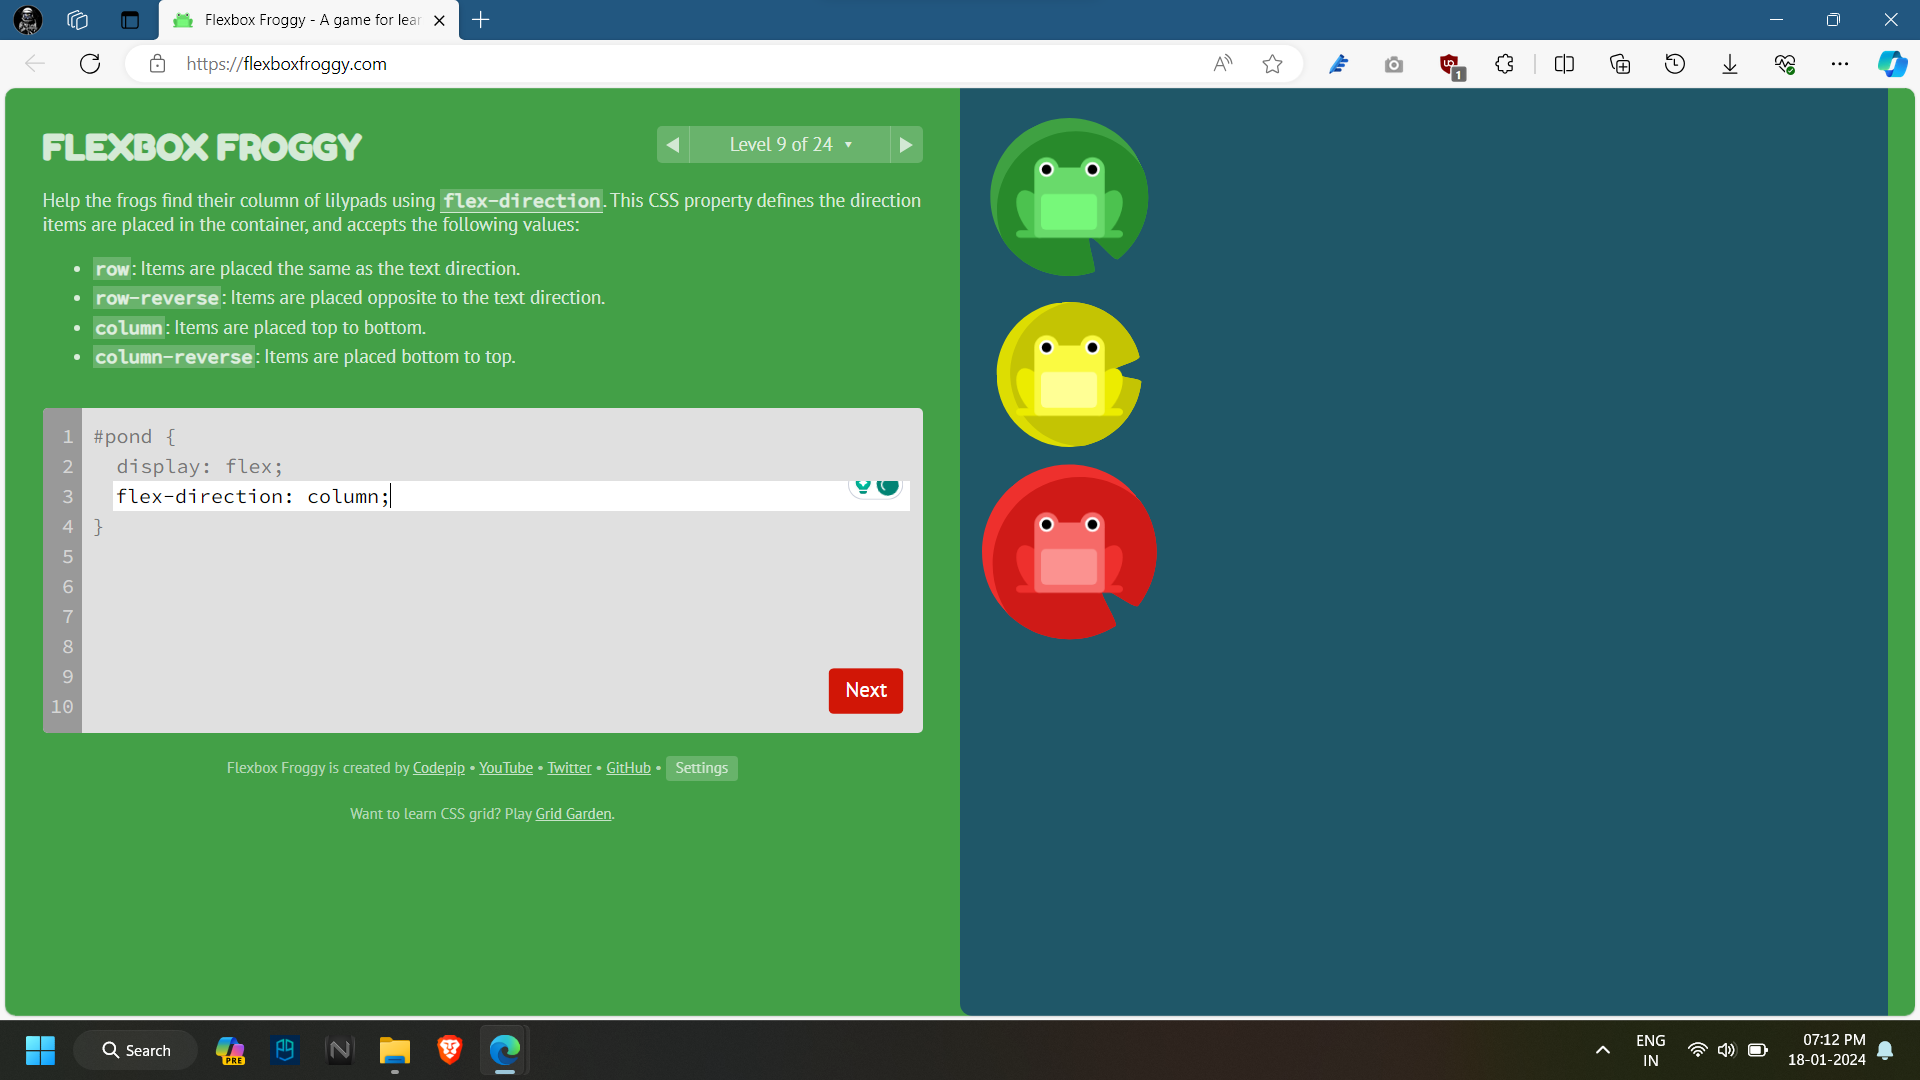 Flexbox Froggy - A game for lear
https://flexboxfroggy.com
1
FLEXBOX FROGGY
Level 9 of 24
Help the frogs find their column of lilypads using flex-direction. This CSS property defines the direction
items are placed in the container, and accepts the following values:
• row: Items are placed the same as the text direction.
• row-reverse: Items are placed opposite to the text direction.
• column: Items are placed top to bottom.
• column-reverse: Items are placed bottom to top.
1 #pond {
2 display: flex;
3 flex-direction: column;
4 }
5
6
7
8
9
10
Next
Flexbox Froggy is created by Codepip • YouTube • Twitter • GitHub • Settings
Want to learn CSS grid? Play Grid Garden.
Search
PRE
ENG
IN
07:12 PM
18-01-2024